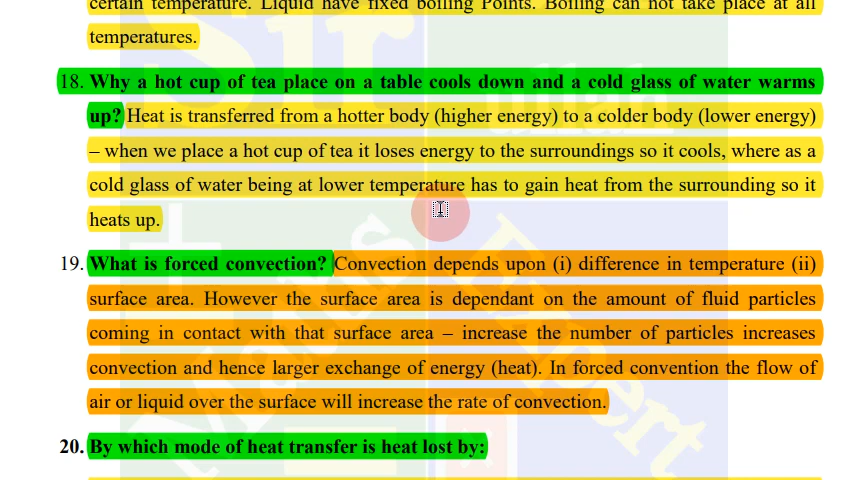 certain temperature. Liquid have fixed boiling Points. Boiling can not take place at all
temperatures.
18. Why a hot cup of tea place on a table cools down and a cold glass of water warms
up? Heat is transferred from a hotter body (higher energy) to a colder body (lower energy)
– when we place a hot cup of tea it loses energy to the surroundings so it cools, where as a
cold glass of water being at lower temperature has to gain heat from the surrounding so it
heats up.
19. What is forced convection? Convection depends upon (i) difference in temperature (ii)
surface area. However the surface area is dependant on the amount of fluid particles
coming in contact with that surface area – increase the number of particles increases
convection and hence larger exchange of energy (heat). In forced convention the flow of
air or liquid over the surface will increase the rate of convection.
20. By which mode of heat transfer is heat lost by:
Sir
ullah
Maths
Expert